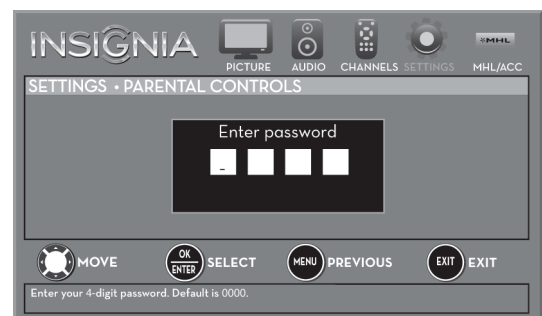 INSIGNIA
PICTURE AUDIO CHANNELS SETTINGS MHL MHL/ACC
SETTINGS • PARENTAL CONTROLS
Enter password
_
MOVE OK ENTER SELECT MENU PREVIOUS EXIT EXIT
Enter your 4-digit password. Default is 0000.